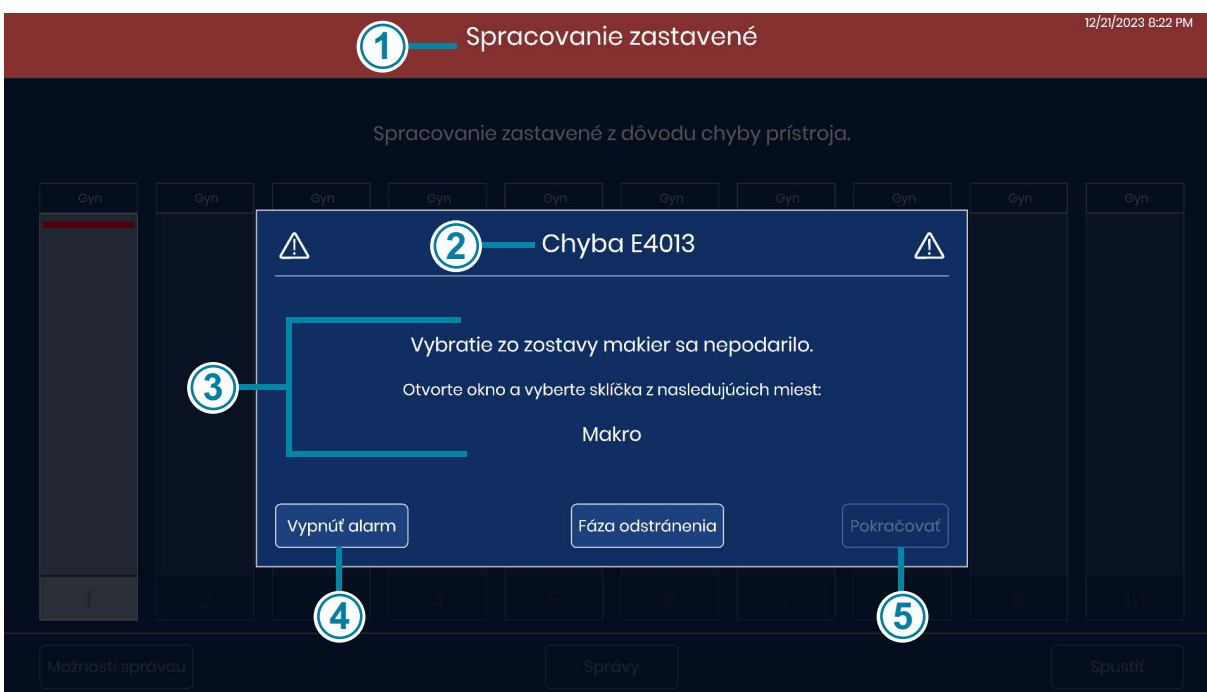 12/21/2023 8:22 PM
1 Spracovanie zastavené
Spracovanie zastavené z dôvodu chyby prístroja.
Gyn Gyn Gyn Gyn Gyn Gyn Gyn Gyn Gyn Gyn
2 Chyba E4013
Vybratie zo zostavy makier sa nepodarilo.
3 Otvorte okno a vyberte sklíčka z nasledujúcich miest:
Makro
Vypnúť alarm Fáza odstránenia Pokračovať
1 2 4 5 6 7 9 10
4 5
Možnosti správcu Správy Spustiť